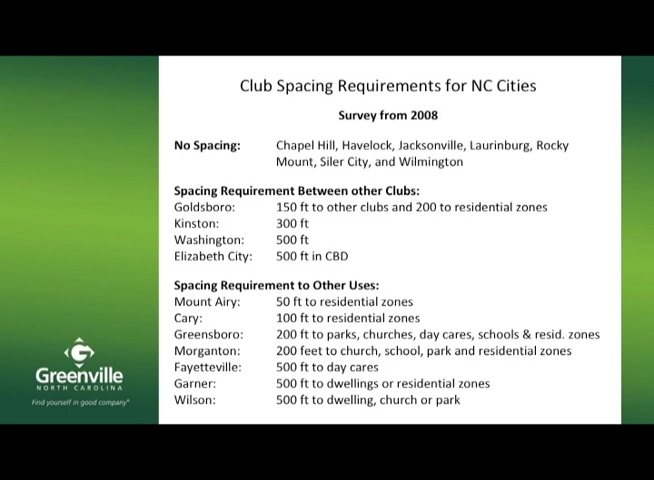 Club Spacing Requirements for NC Cities
Survey from 2008
No Spacing: Chapel Hill, Havelock, Jacksonville, Laurinburg, Rocky
Mount, Siler City, and Wilmington
Spacing Requirement Between other Clubs:
Goldsboro: 150 ft to other clubs and 200 to residential zones
Kinston: 300 ft
Washington: 500 ft
Elizabeth City: 500 ft in CBD
Spacing Requirement to Other Uses:
Mount Airy: 50 ft to residential zones
Cary: 100 ft to residential zones
Greensboro: 200 ft to parks, churches, day cares, schools & resid. zones
Morganton: 200 feet to church, school, park and residential zones
Fayetteville: 500 ft to day cares
Garner: 500 ft to dwellings or residential zones
Wilson: 500 ft to dwelling, church or park
Greenville
NORTH CAROLINA
Find yourself in good company®